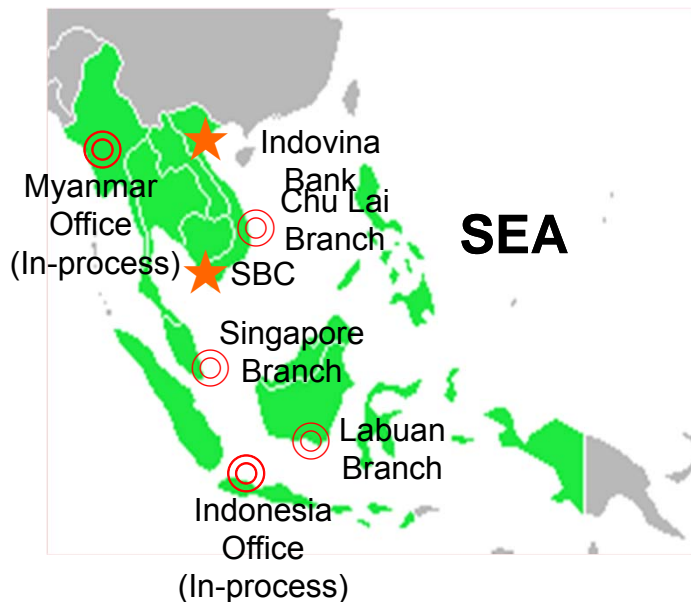 Indovina
Bank
Myanmar
Office
(In-process)
Chu Lai
Branch
SEA
SBC
Singapore
Branch
Labuan
Branch
Indonesia
Office
(In-process)